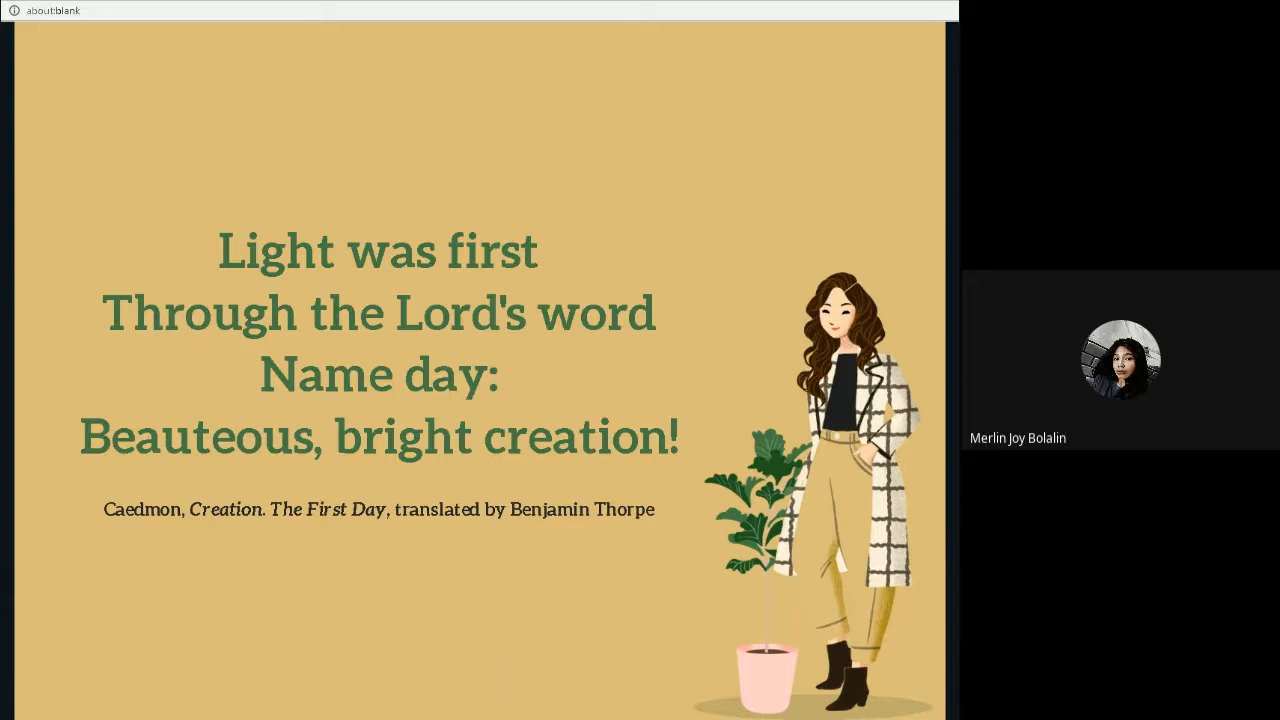 about:blank
Light was first
Through the Lord's word
Name day:
Beauteous, bright creation!
Caedmon, Creation. The First Day, translated by Benjamin Thorpe
Merlin Joy Bolalin